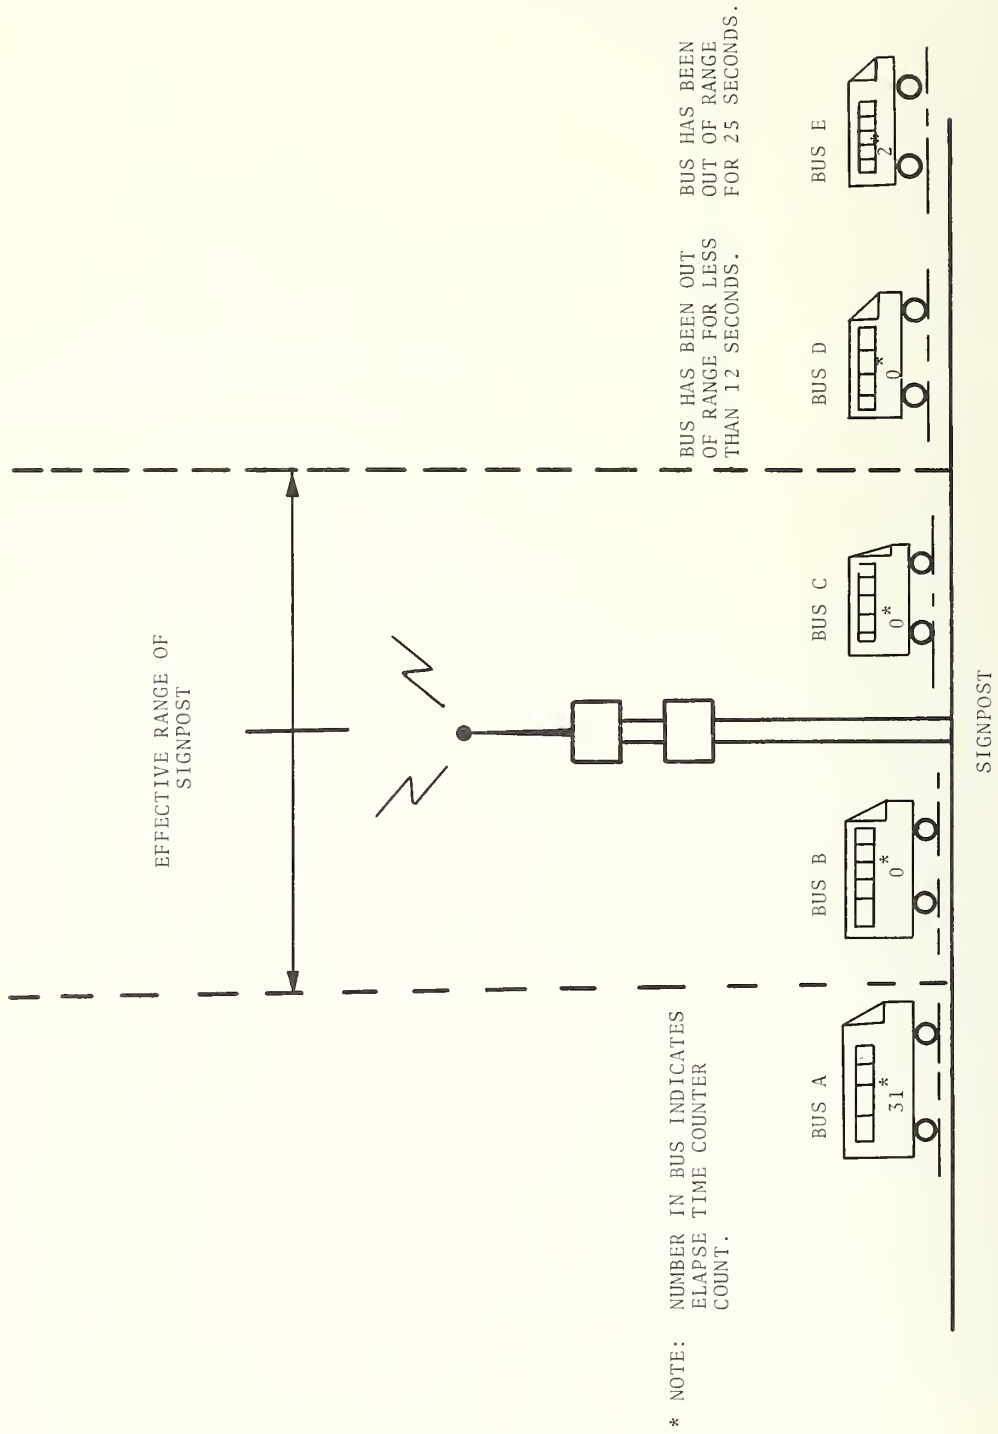 EFFECTIVE RANGE OF
SIGNPOST
* NOTE: NUMBER IN BUS INDICATES
ELAPSE TIME COUNTER
COUNT.
BUS HAS BEEN OUT
OF RANGE FOR LESS
THAN 12 SECONDS.
BUS HAS BEEN
OUT OF RANGE
FOR 25 SECONDS.
BUS A
BUS B
BUS C
BUS D
BUS E
31*
0*
0*
0*
2*
SIGNPOST